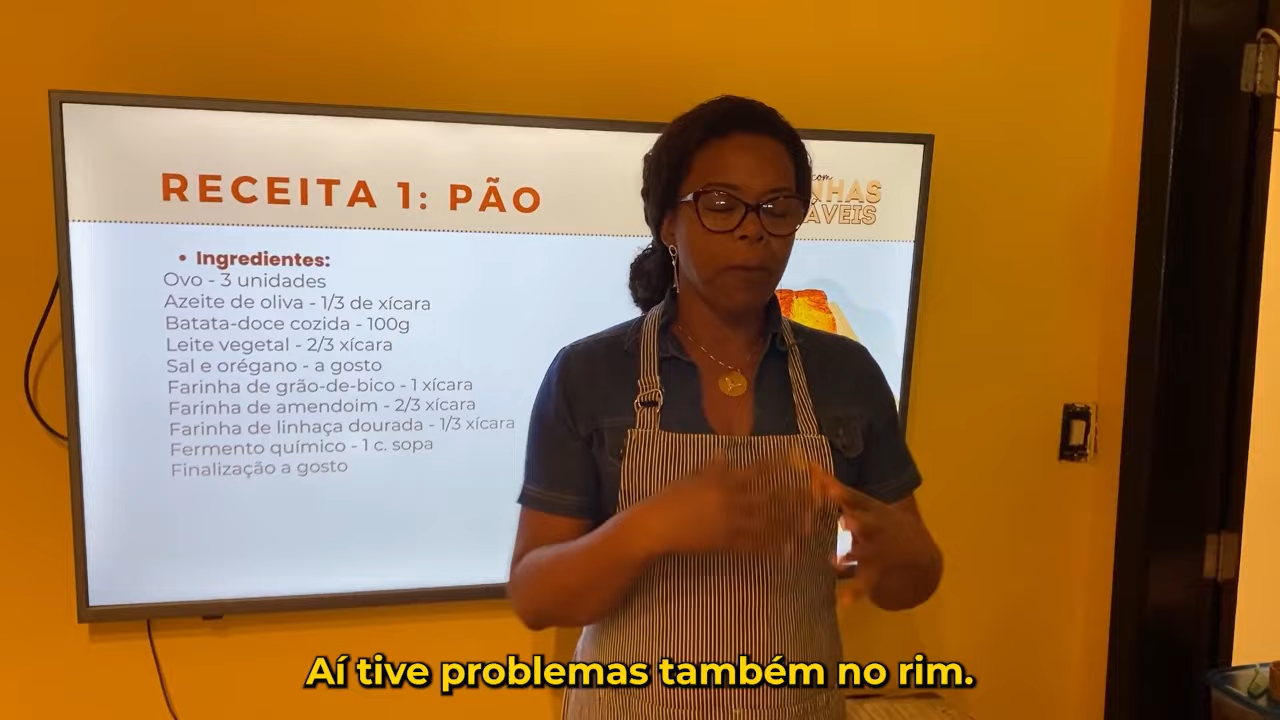 RECEITA 1: PÃO
com
NHAS
ÁVEIS
• Ingredientes:
Ovo - 3 unidades
Azeite de oliva - 1/3 de xícara
Batata-doce cozida - 100g
Leite vegetal - 2/3 xícara
Sal e orégano - a gosto
Farinha de grão-de-bico - 1 xícara
Farinha de amendoim - 2/3 xícara
Farinha de linhaça dourada - 1/3 xícara
Fermento químico - 1 c. sopa
Finalização a gosto
Aí tive problemas também no rim.